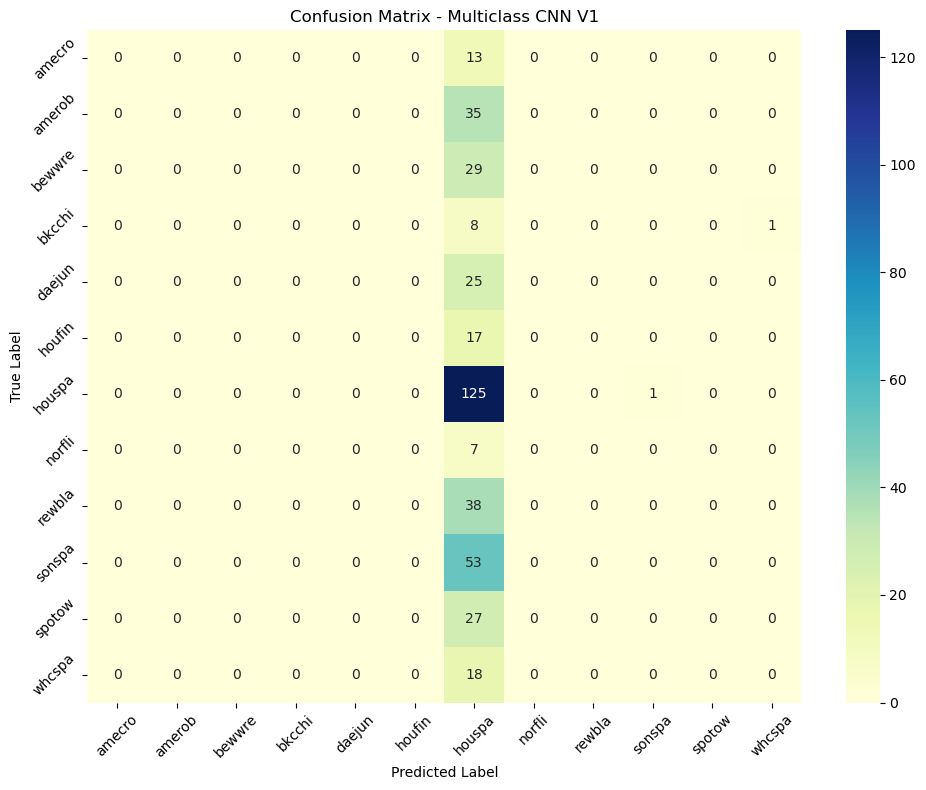 Confusion Matrix - Multiclass CNN V1
amecro 0 0 0 0 0 0 13 0 0 0 0 0
amerob 0 0 0 0 0 0 35 0 0 0 0 0
bewwre 0 0 0 0 0 0 29 0 0 0 0 0
bkcchi 0 0 0 0 0 0 8 0 0 0 0 1
daejun 0 0 0 0 0 0 25 0 0 0 0 0
houfin 0 0 0 0 0 0 17 0 0 0 0 0
houspa 0 0 0 0 0 0 125 0 0 1 0 0
norfli 0 0 0 0 0 0 7 0 0 0 0 0
rewbla 0 0 0 0 0 0 38 0 0 0 0 0
sonspa 0 0 0 0 0 0 53 0 0 0 0 0
spotow 0 0 0 0 0 0 27 0 0 0 0 0
whcspa 0 0 0 0 0 0 18 0 0 0 0 0
True Label
amecro amerob bewwre bkcchi daejun houfin houspa norfli rewbla sonspa spotow whcspa
Predicted Label
120
100
80
60
40
20
0